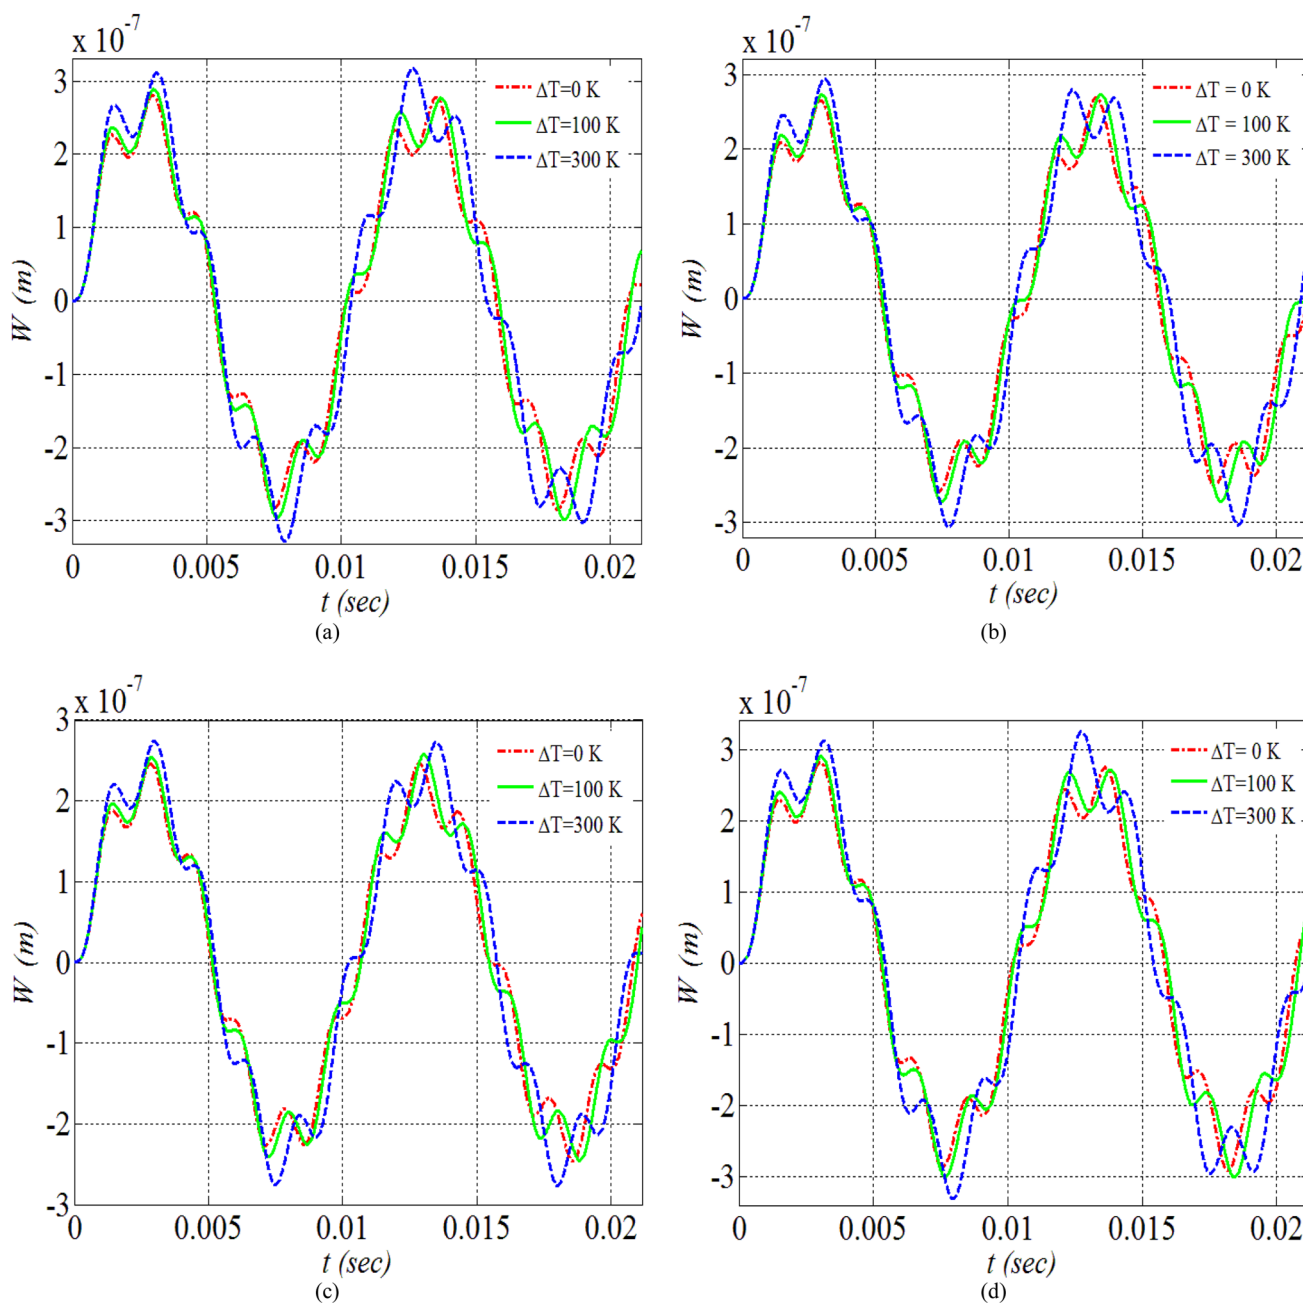 x 10-7
3
2
1
0
-1
-2
-3
W (m)
ΔT=0 K
ΔT=100 K
ΔT=300 K
0
0.005
0.01
0.015
0.02
t (sec)
(a)
x 10-7
3
2
1
0
-1
-2
-3
W (m)
ΔT = 0 K
ΔT = 100 K
ΔT = 300 K
0
0.005
0.01
0.015
0.02
t (sec)
(b)
x 10-7
3
2
1
0
-1
-2
-3
W (m)
ΔT=0 K
ΔT=100 K
ΔT=300 K
0
0.005
0.01
0.015
0.02
t (sec)
(c)
x 10-7
3
2
1
0
-1
-2
-3
W (m)
ΔT= 0 K
ΔT=100 K
ΔT=300 K
0
0.005
0.01
0.015
0.02
t (sec)
(d)